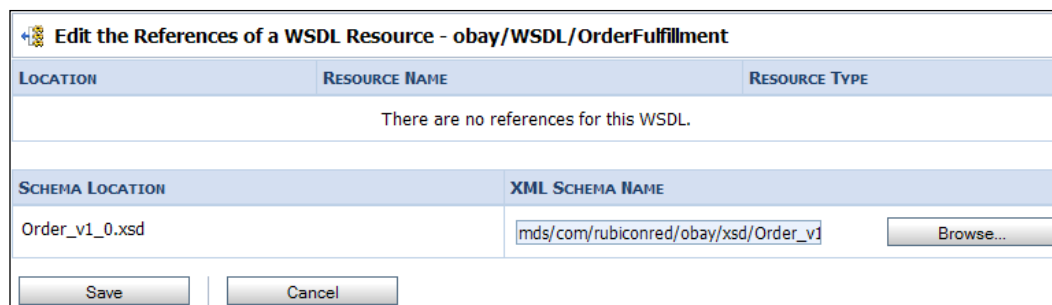 Edit the References of a WSDL Resource - obay/WSDL/OrderFulfillment
LOCATION RESOURCE NAME RESOURCE TYPE
There are no references for this WSDL.
SCHEMA LOCATION XML SCHEMA NAME
Order_v1_0.xsd mds/com/rubiconred/obay/xsd/Order_v1 Browse...
Save Cancel